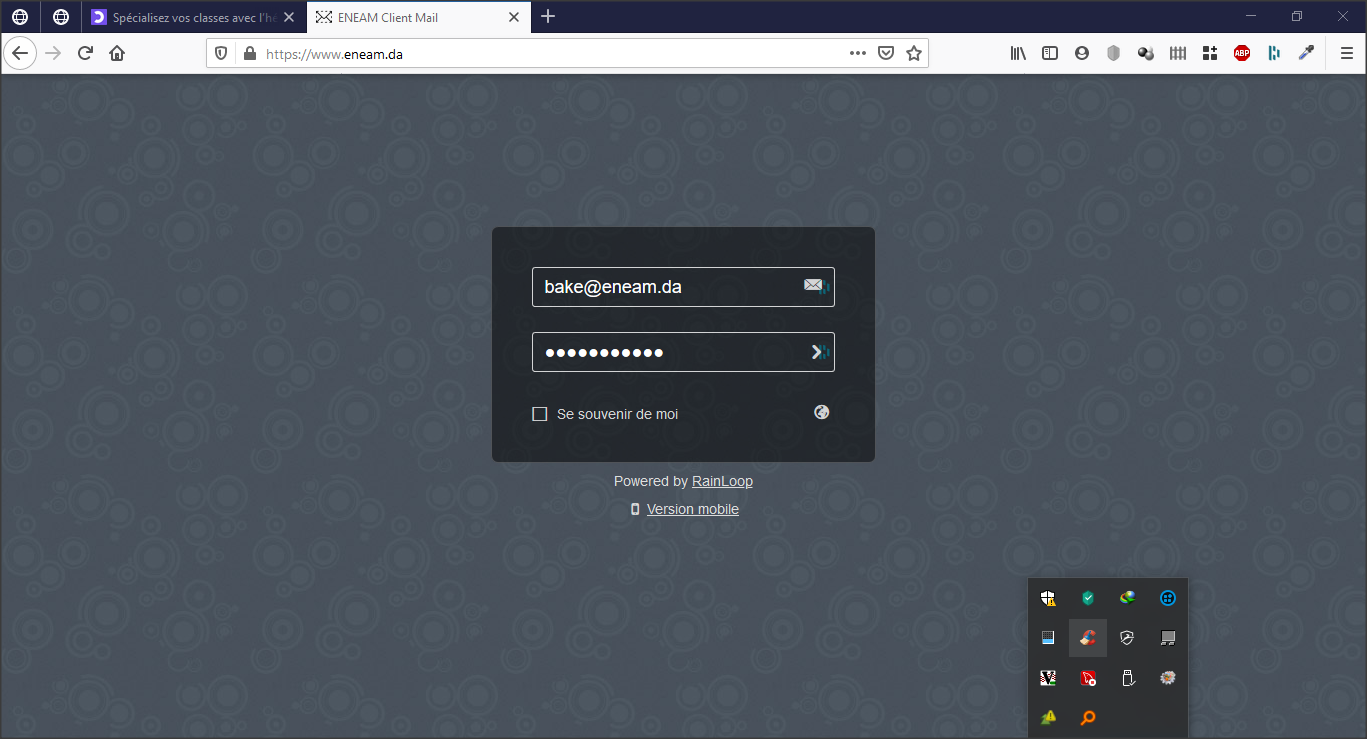 Spécialisez vos classes avec l'hé
ENEAM Client Mail
https://www.eneam.da
ABP
bake@eneam.da
Se souvenir de moi
Powered by RainLoop
Version mobile